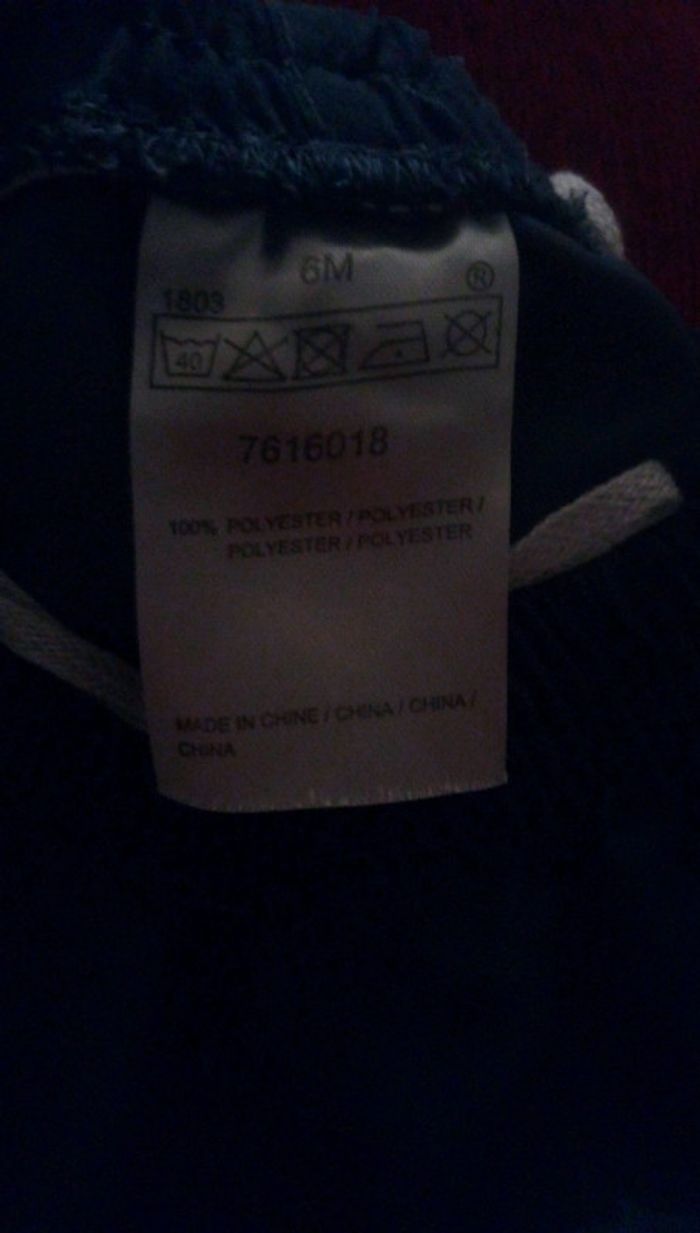 6M
1803 ®
40
7616018
100% POLYESTER / POLYESTER /
POLYESTER / POLYESTER
MADE IN CHINE / CHINA / CHINA /
CHINA